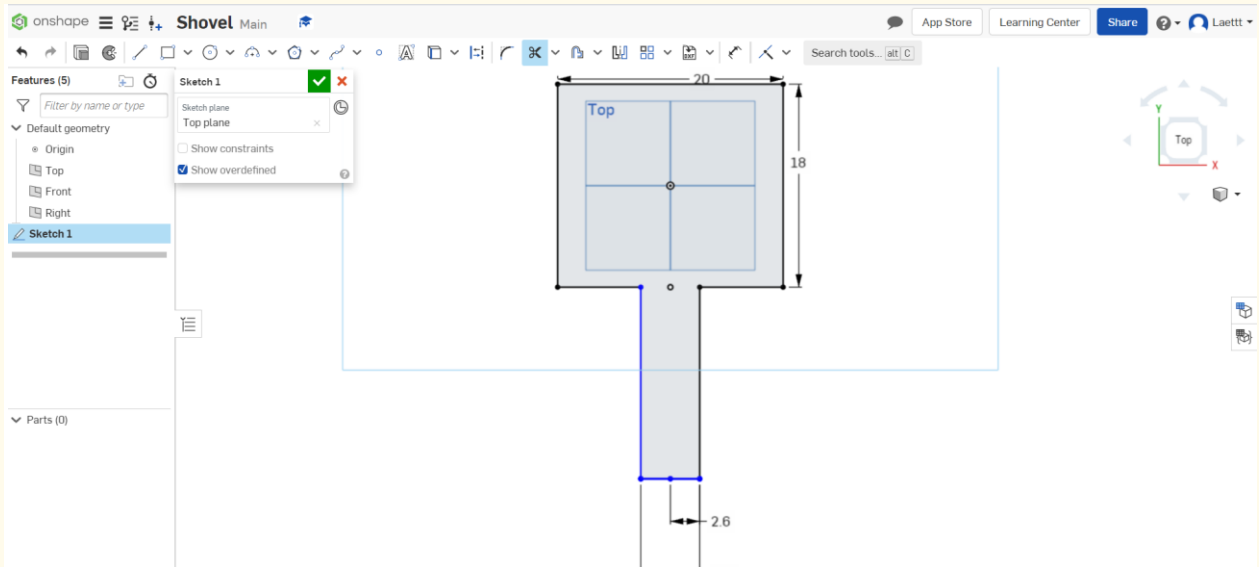 onshape Shovel Main App Store Learning Center Share Laettt
Search tools... alt C
Features (5)
Filter by name or type
Default geometry
Origin
Top
Front
Right
Sketch 1
Parts (0)
Sketch 1
Sketch plane
Top plane
Show constraints
Show overdefined
20
Top
18
2.6
Y
Top
X